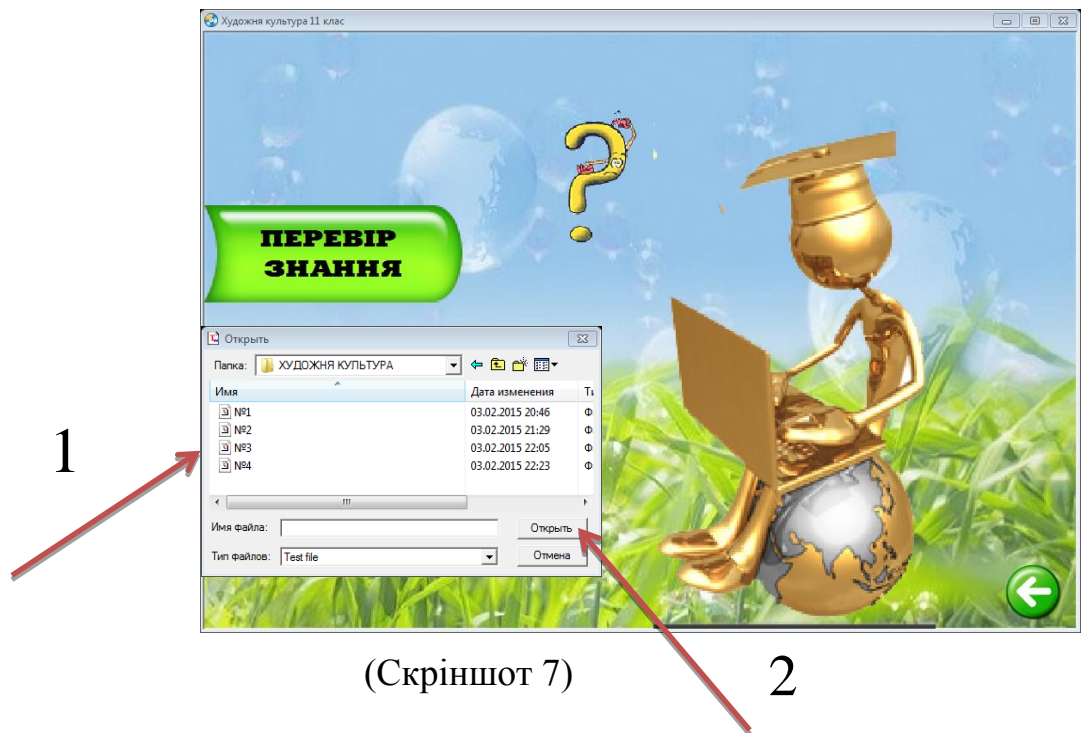 Художня культура 11 клас
ПЕРЕВІР
ЗНАННЯ
Открыть
Папка: ХУДОЖНЯ КУЛЬТУРА
Имя Дата изменения Ти
№1 03.02.2015 20:46 Ф
№2 03.02.2015 21:29 Ф
№3 03.02.2015 22:05 Ф
№4 03.02.2015 22:23 Ф
Имя файла: Открыть
Тип файлов: Test file Отмена
1
(Скріншот 7)
2